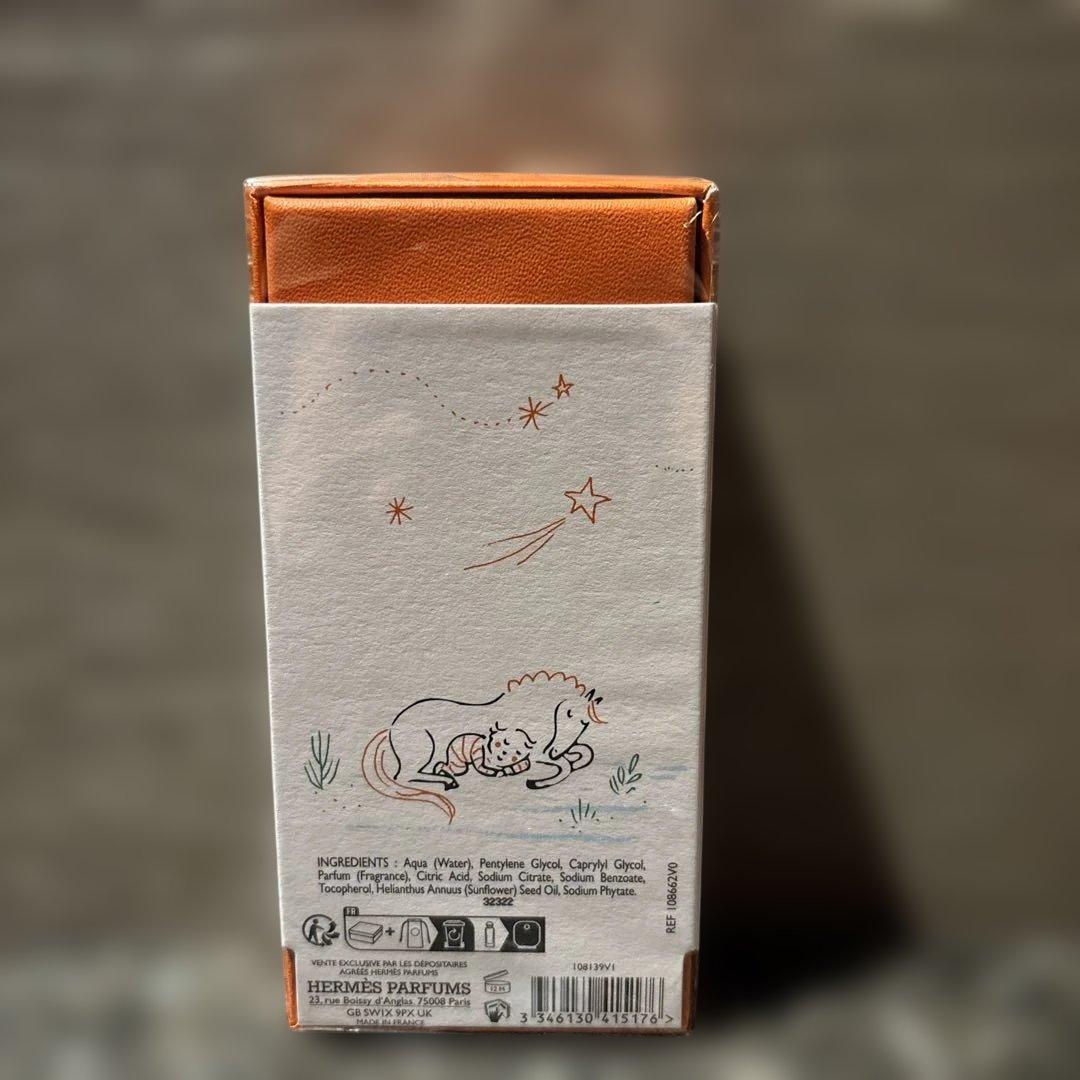 INGREDIENTS : Aqua (Water), Pentylene Glycol, Caprylyl Glycol,
Parfum (Fragrance), Citric Acid, Sodium Citrate, Sodium Benzoate,
Tocopherol, Helianthus Annuus (Sunflower) Seed Oil, Sodium Phytate.
32322
REF 108662V0
FR
+
VENTE EXCLUSIVE PAR LES DÉPOSITAIRES
AGRÉÉS HERMÈS PARFUMS
HERMÈS PARFUMS
23, rue Boissy d'Anglas. 75008 Paris
GB SW1X 9PX UK
MADE IN FRANCE
12 M
108139V1
3 346130 415176 >